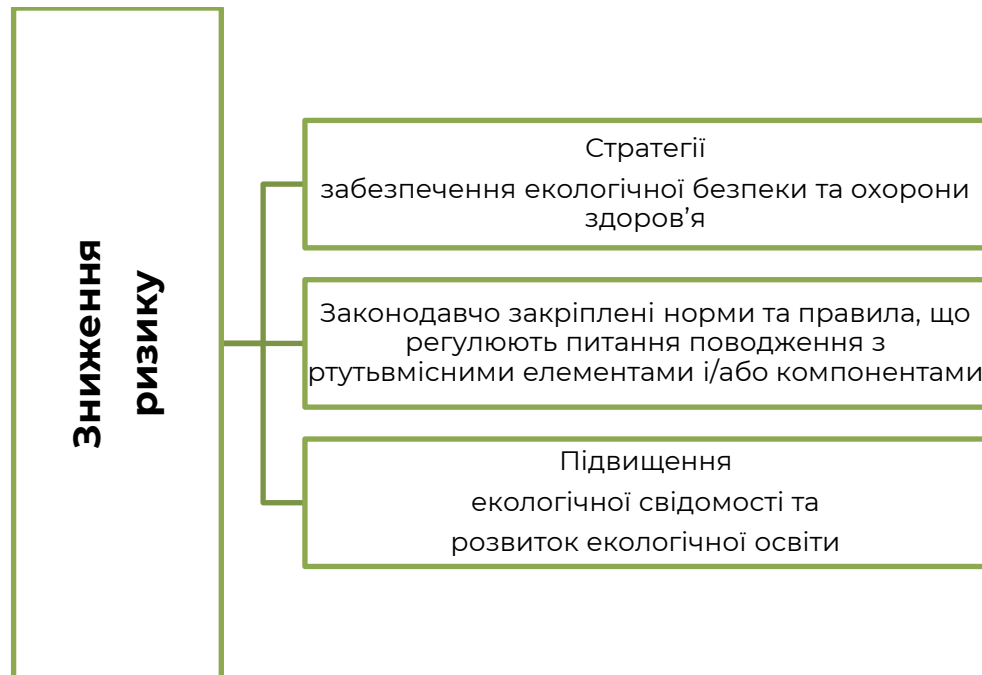 Зниження
ризику
Стратегії
забезпечення екологічної безпеки та охорони
здоров’я
Законодавчо закріплені норми та правила, що
регулюють питання поводження з
ртутьвмісними елементами і/або компонентами
Підвищення
екологічної свідомості та
розвиток екологічної освіти